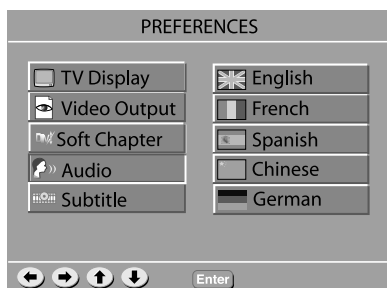 PREFERENCES
TV Display
Video Output
Soft Chapter
Audio
Subtitle
English
French
Spanish
Chinese
German
Enter